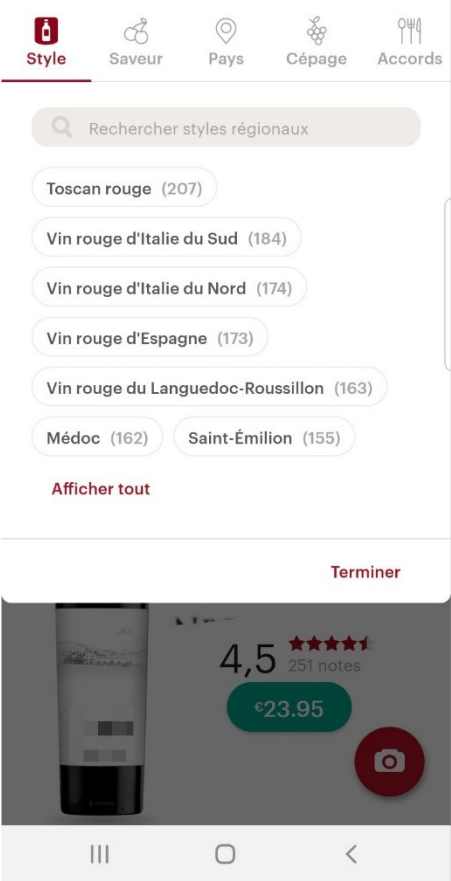 Style Saveur Pays Cépage Accords
Rechercher styles régionaux
Toscan rouge (207)
Vin rouge d'Italie du Sud (184)
Vin rouge d'Italie du Nord (174)
Vin rouge d'Espagne (173)
Vin rouge du Languedoc-Roussillon (163)
Médoc (162) Saint-Émilion (155)
Afficher tout
Terminer
4,5
251 notes
€23.95